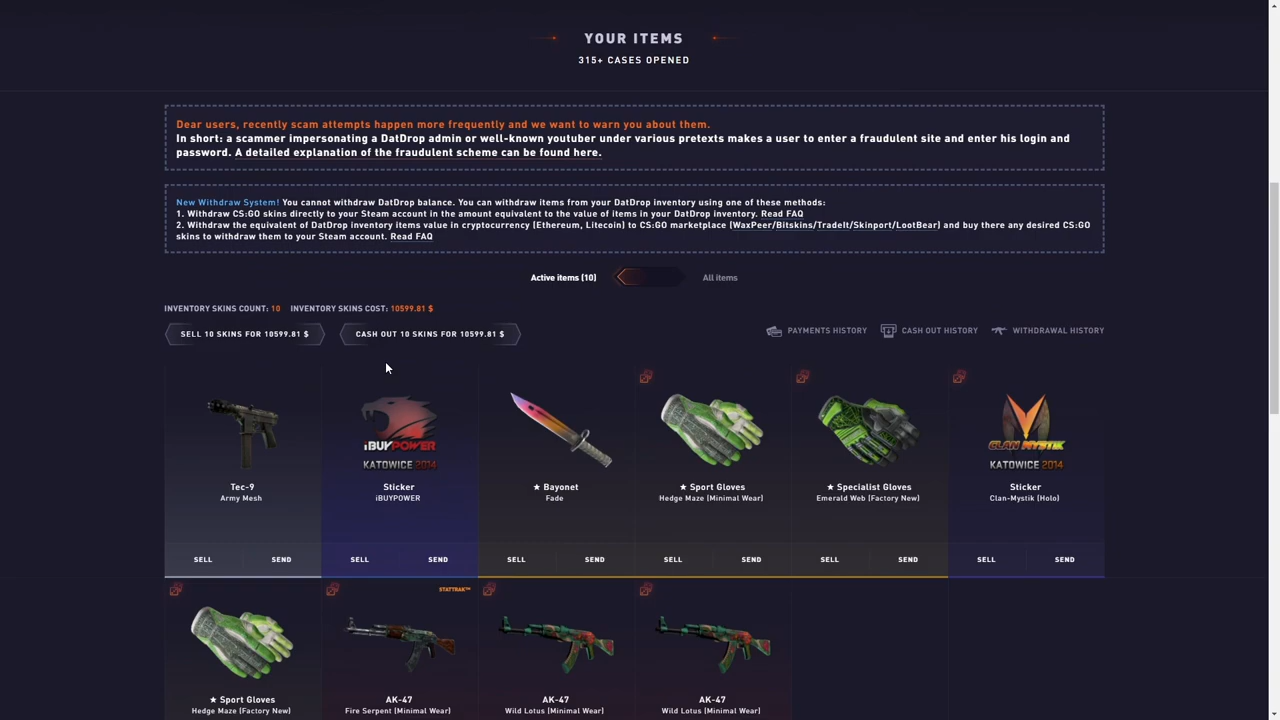 YOUR ITEMS
315+ CASES OPENED
Dear users, recently scam attempts happen more frequently and we want to warn you about them.
In short: a scammer impersonating a DatDrop admin or well-known youtuber under various pretexts makes a user to enter a fraudulent site and enter his login and
password. A detailed explanation of the fraudulent scheme can be found here.
New Withdraw System! You cannot withdraw DatDrop balance. You can withdraw items from your DatDrop inventory using one of these methods:
1. Withdraw CS:GO skins directly to your Steam account in the amount equivalent to the value of items in your DatDrop inventory. Read FAQ
2. Withdraw the equivalent of DatDrop inventory items value in cryptocurrency (Ethereum, Litecoin) to CS:GO marketplace (WaxPeer/Bitskins/TradeIt/Skinport/LootBear) and buy there any desired CS:GO
skins to withdraw them to your Steam account. Read FAQ
Active items (10) All items
INVENTORY SKINS COUNT: 10 INVENTORY SKINS COST: 10599.81 $
SELL 10 SKINS FOR 10599.81 $ CASH OUT 10 SKINS FOR 10599.81 $ PAYMENTS HISTORY CASH OUT HISTORY WITHDRAWAL HISTORY
iBUYPOWER CLAN-MYSTIK
KATOWICE 2014 KATOWICE 2014
Tec-9 Sticker ★ Bayonet ★ Sport Gloves ★ Specialist Gloves Sticker
Army Mesh iBUYPOWER Fade Hedge Maze (Minimal Wear) Emerald Web (Factory New) Clan-Mystik (Holo)
SELL SEND SELL SEND SELL SEND SELL SEND SELL SEND SELL SEND
STATTRAK™
★ Sport Gloves AK-47 AK-47 AK-47
Hedge Maze (Factory New) Fire Serpent (Minimal Wear) Wild Lotus (Minimal Wear) Wild Lotus (Minimal Wear)